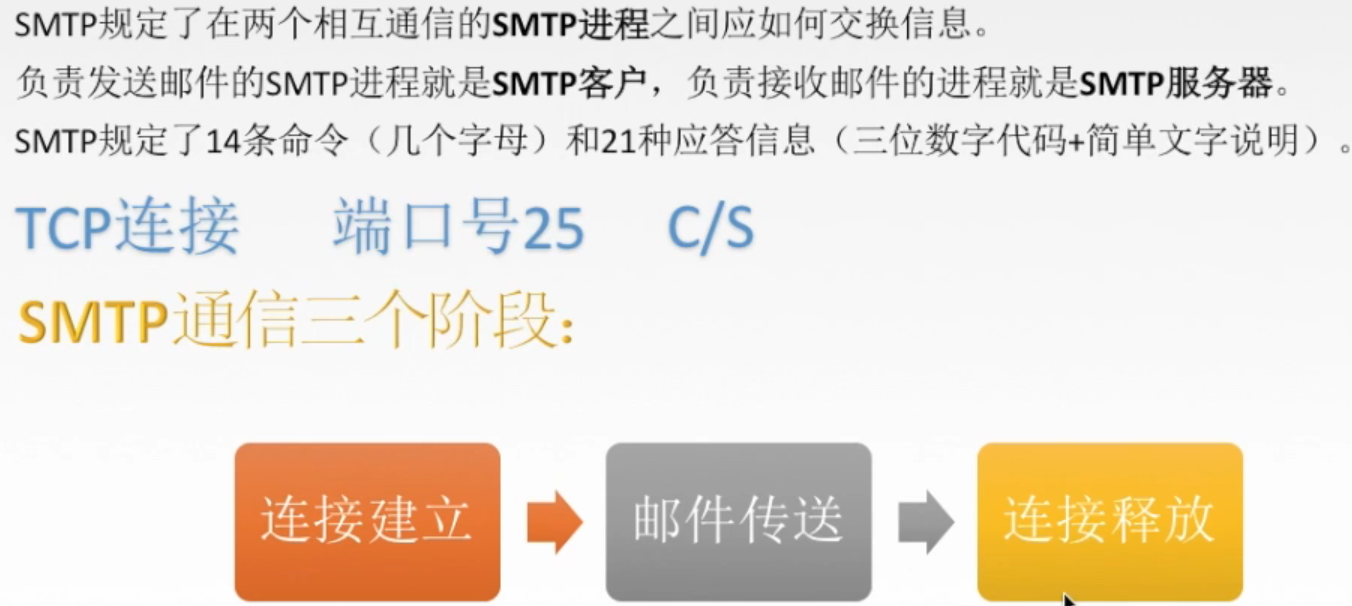 SMTP规定了在两个相互通信的SMTP进程之间应如何交换信息。
负责发送邮件的SMTP进程就是SMTP客户，负责接收邮件的进程就是SMTP服务器。
SMTP规定了14条命令（几个字母）和21种应答信息（三位数字代码+简单文字说明）。
TCP连接 端口号25 C/S
SMTP通信三个阶段：
连接建立 邮件传送 连接释放